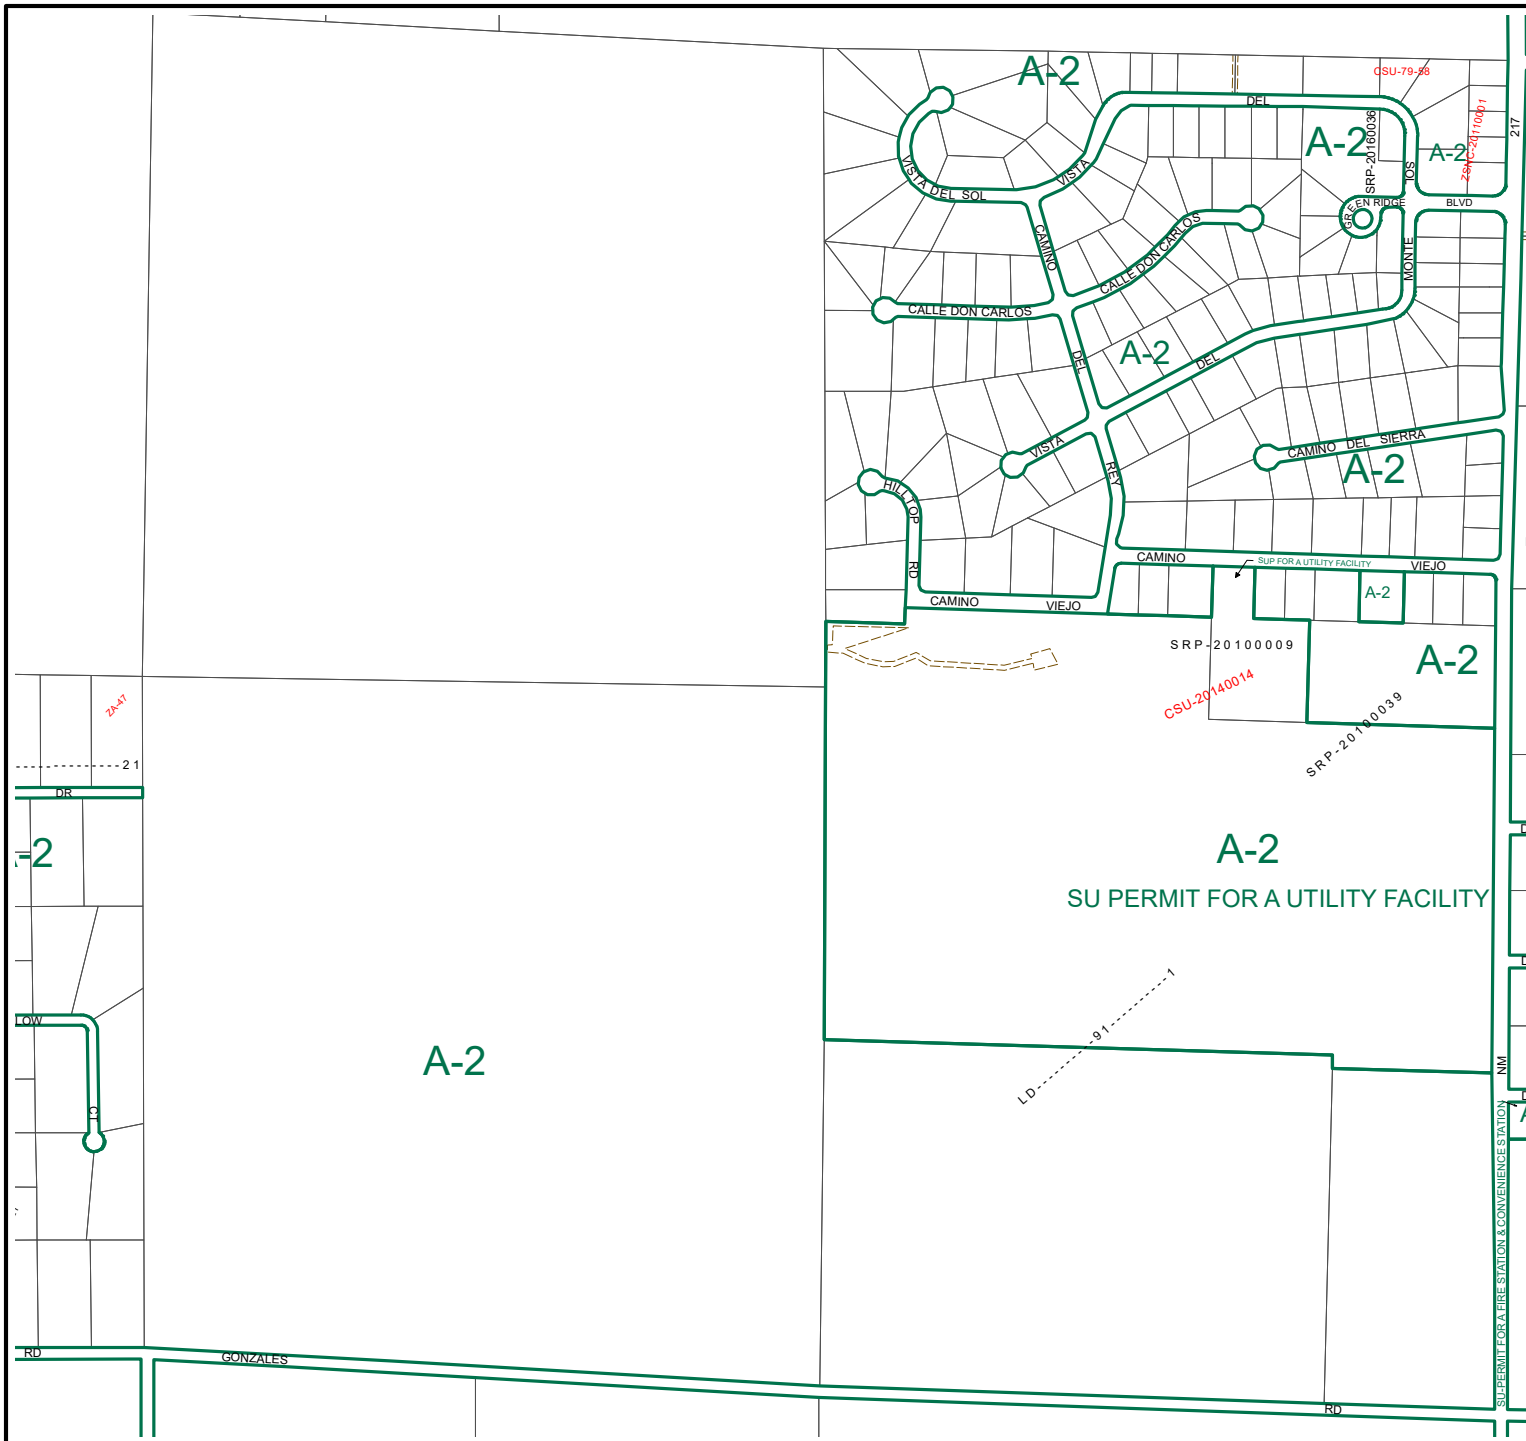 A-2
CSU-79-58
DEL
A-2
SRP-20160036
A-2
ZSNC-20110001
217
VISTA DEL SOL
VISTA
SOL
GREEN RIDGE
BLVD
CAMINO
CALLE DON CARLOS
MONTE
CALLE DON CARLOS
DEL
A-2
DEL
VISTA
CAMINO DEL SIERRA
A-2
REY
HILLTOP
RD
CAMINO
SUP FOR A UTILITY FACILITY
VIEJO
CAMINO
VIEJO
A-2
SRP-20100009
A-2
CSU-20140014
SRP-20100039
ZA-47
21
DR
-2
A-2
SU PERMIT FOR A UTILITY FACILITY
LD-----91-----1
LOW
CT
A-2
NM
SU-PERMIT FOR A FIRE STATION & CONVENIENCE STATION
RD
GONZALES
RD